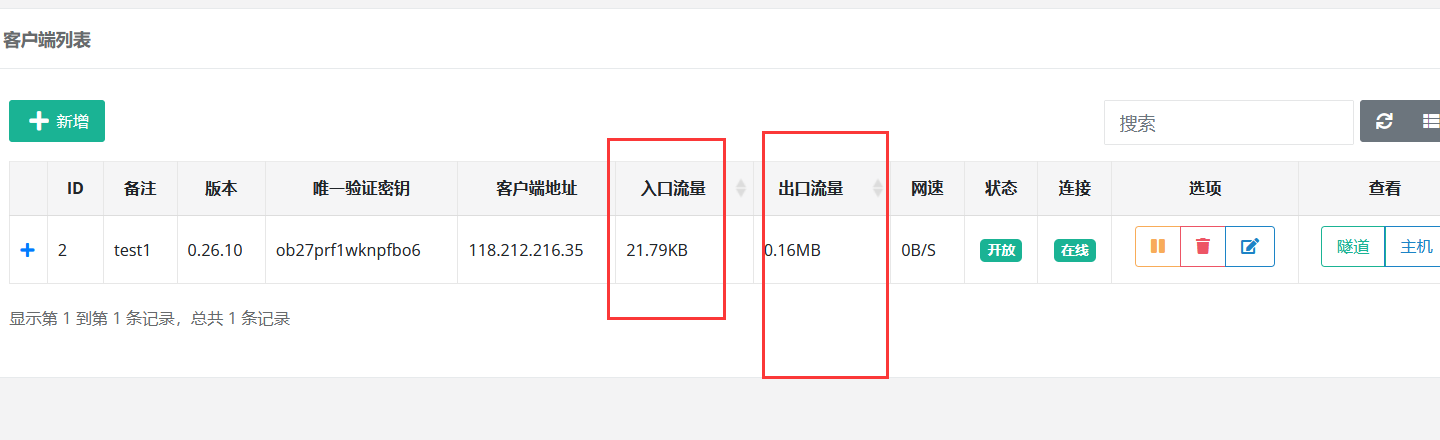 客户端列表
新增
搜索
ID 备注 版本 唯一验证密钥 客户端地址 入口流量 出口流量 网速 状态 连接 选项 查看
2 test1 0.26.10 ob27prf1wknpfbo6 118.212.216.35 21.79KB 0.16MB 0B/S 开放 在线 隧道 主机
显示第 1 到第 1 条记录，总共 1 条记录